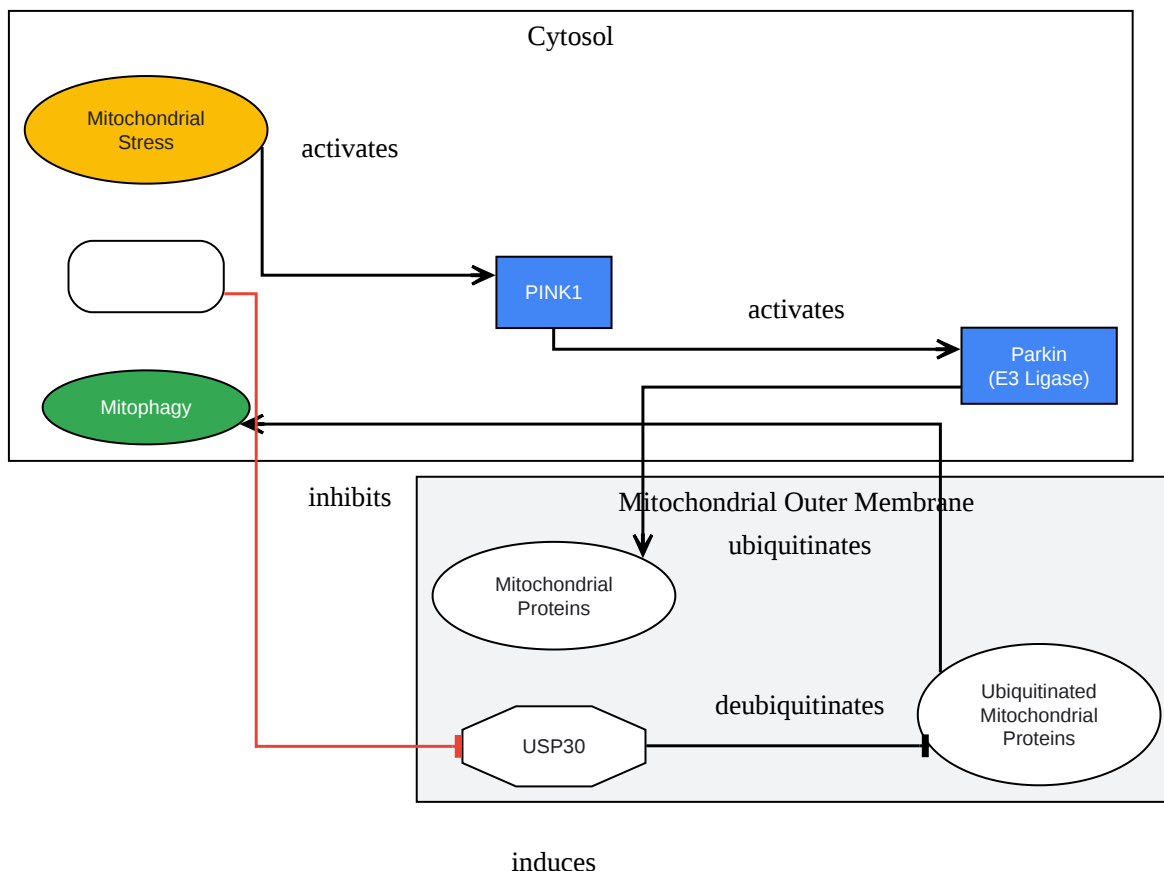 Cytosol
Mitochondrial
Stress
activates
PINK1
activates
Parkin
(E3 Ligase)
Mitophagy
inhibits
Mitochondrial Outer Membrane
ubiquitinates
Mitochondrial
Proteins
Ubiquitinated
Mitochondrial
Proteins
deubiquitinates
USP30
induces